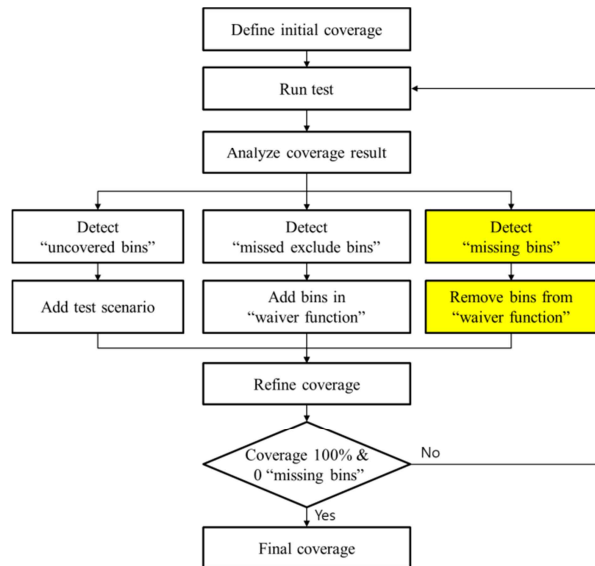 Define initial coverage
Run test
Analyze coverage result
Detect
“uncovered bins”
Detect
“missed exclude bins”
Detect
“missing bins”
Add test scenario
Add bins in
“waiver function”
Remove bins from
“waiver function”
Refine coverage
Coverage 100% &
0 “missing bins”
No
Yes
Final coverage